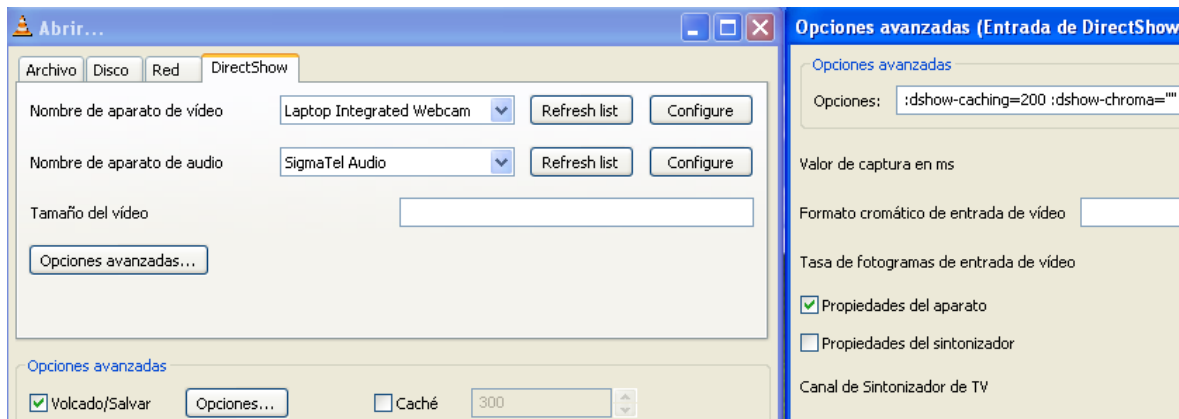 Abrir...
Archivo Disco Red DirectShow
Nombre de aparato de vídeo Laptop Integrated Webcam Refresh list Configure
Nombre de aparato de audio SigmaTel Audio Refresh list Configure
Tamaño del vídeo
Opciones avanzadas...
Opciones avanzadas
Volcado/Salvar Opciones... Caché 300
Opciones avanzadas (Entrada de DirectShow
Opciones avanzadas
Opciones: :dshow-caching=200 :dshow-chroma=""
Valor de captura en ms
Formato cromático de entrada de vídeo
Tasa de fotogramas de entrada de vídeo
Propiedades del aparato
Propiedades del sintonizador
Canal de Sintonizador de TV